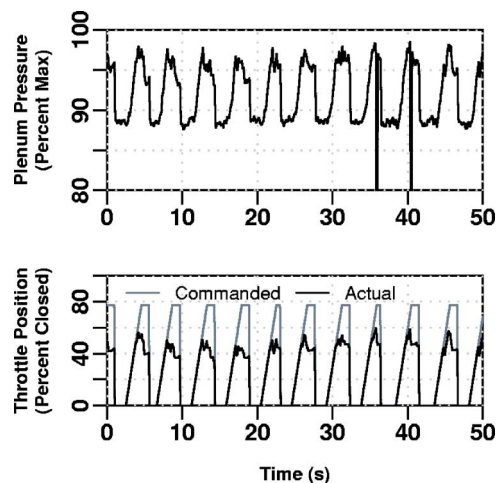 Plenum Pressure
(Percent Max)
100
90
80
0 10 20 30 40 50
Throttle Position
(Percent Closed)
Commanded Actual
80
40
0
0 10 20 30 40 50
Time (s)